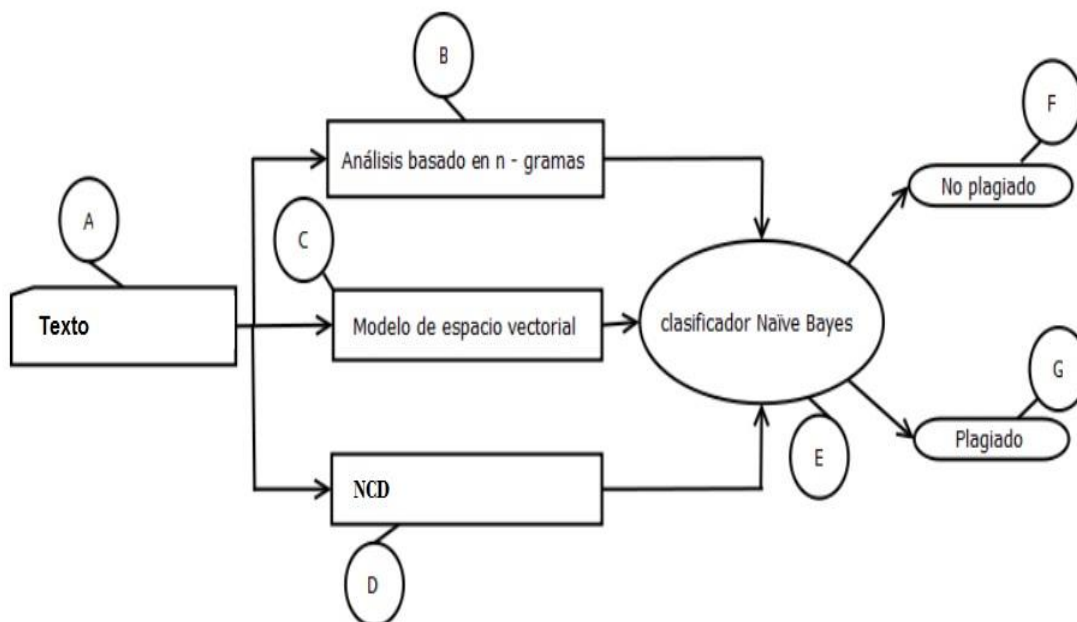 B
Análisis basado en n - gramas
F
No plagiado
A
C
Texto
Modelo de espacio vectorial
clasificador Naïve Bayes
G
Plagiado
E
NCD
D